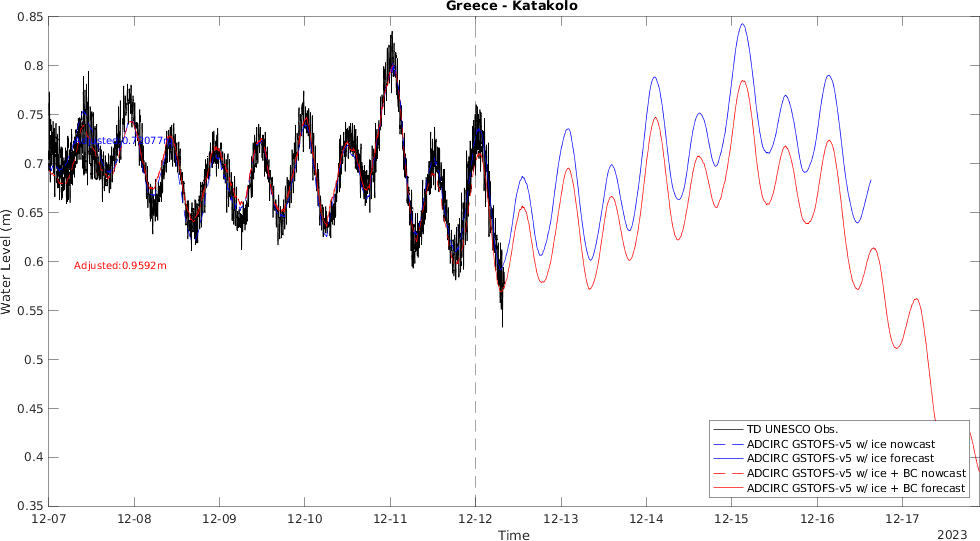 Greece - Katakolo
0.85
0.8
0.75
0.7
0.65
0.6
0.55
0.5
0.45
0.4
0.35
Water Level (m)
Adjusted:0.9592m
TD UNESCO Obs.
ADCIRC GSTOFS-v5 w/ ice nowcast
ADCIRC GSTOFS-v5 w/ ice forecast
ADCIRC GSTOFS-v5 w/ ice + BC nowcast
ADCIRC GSTOFS-v5 w/ ice + BC forecast
12-07 12-08 12-09 12-10 12-11 12-12 12-13 12-14 12-15 12-16 12-17
Time
2023